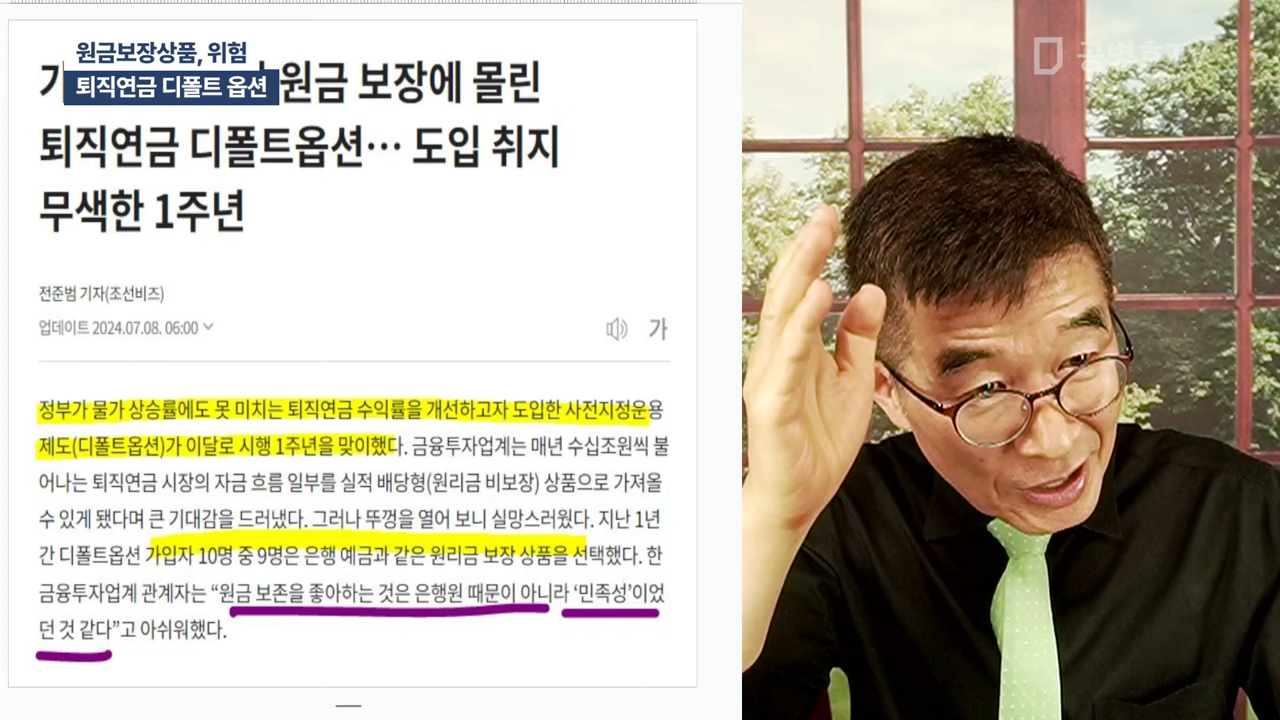 원금보장상품, 위험
퇴직연금 디폴트 옵션
원금 보장에 몰린
퇴직연금 디폴트옵션… 도입 취지
무색한 1주년
전준범 기자(조선비즈)
업데이트 2024.07.08. 06:00
가
정부가 물가 상승률에도 못 미치는 퇴직연금 수익률을 개선하고자 도입한 사전지정운용
제도(디폴트옵션)가 이달로 시행 1주년을 맞이했다. 금융투자업계는 매년 수십조원씩 불
어나는 퇴직연금 시장의 자금 흐름 일부를 실적 배당형(원리금 비보장) 상품으로 가져올
수 있게 됐다며 큰 기대감을 드러냈다. 그러나 뚜껑을 열어 보니 실망스러웠다. 지난 1년
간 디폴트옵션 가입자 10명 중 9명은 은행 예금과 같은 원리금 보장 상품을 선택했다. 한
금융투자업계 관계자는 “원금 보존을 좋아하는 것은 은행원 때문이 아니라 ‘민족성’이었
던 것 같다”고 아쉬워했다.
공병호TV